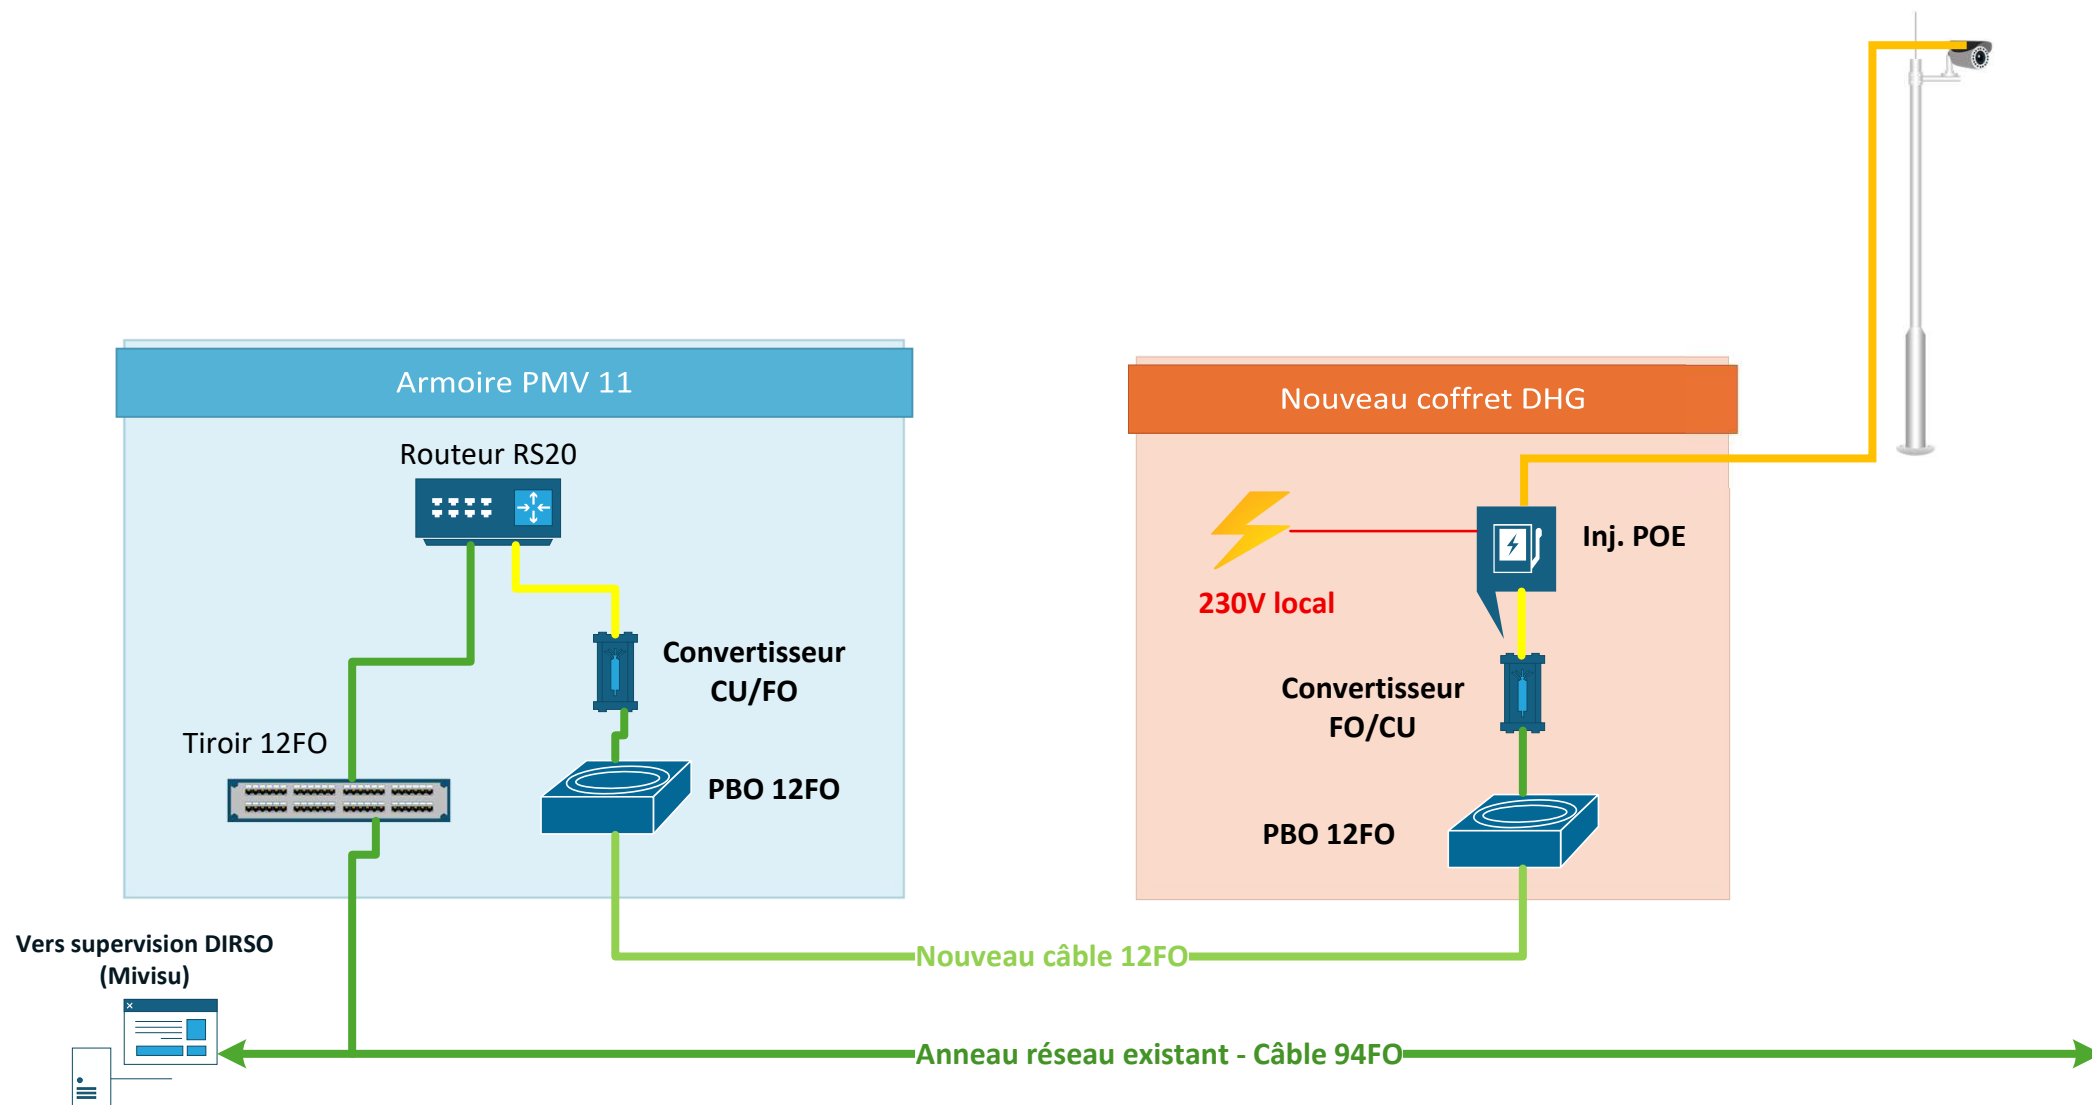 Armoire PMV 11
Nouveau coffret DHG
Routeur RS20
Inj. POE
230V local
Convertisseur
CU/FO
Convertisseur
FO/CU
Tiroir 12FO
PBO 12FO
PBO 12FO
Vers supervision DIRSO
(Mivisu)
Nouveau câble 12FO
Anneau réseau existant - Câble 94FO